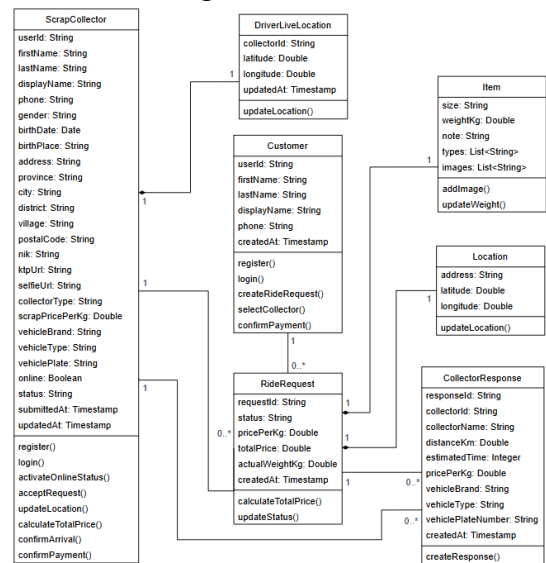 ScrapCollector
userId: String
firstName: String
lastName: String
displayName: String
phone: String
gender: String
birthDate: Date
birthPlace: String
address: String
province: String
city: String
district: String
village: String
postalCode: String
nik: String
ktpUrl: String
selfieUrl: String
collectorType: String
scrapPricePerKg: Double
vehicleBrand: String
vehicleType: String
vehiclePlate: String
online: Boolean
status: String
submittedAt: Timestamp
updatedAt: Timestamp
register()
login()
activateOnlineStatus()
acceptRequest()
updateLocation()
calculateTotalPrice()
confirmArrival()
confirmPayment()
1
1
1
DriverLiveLocation
collectorId: String
latitude: Double
longitude: Double
updatedAt: Timestamp
updateLocation()
1
Customer
userId: String
firstName: String
lastName: String
displayName: String
phone: String
createdAt: Timestamp
register()
login()
createRideRequest()
selectCollector()
confirmPayment()
1
0..*
RideRequest
requestId: String
status: String
pricePerKg: Double
totalPrice: Double
actualWeightKg: Double
createdAt: Timestamp
calculateTotalPrice()
updateStatus()
0..*
1
1
1
Item
size: String
weightKg: Double
note: String
types: List<String>
images: List<String>
addImage()
updateWeight()
1
Location
address: String
latitude: Double
longitude: Double
updateLocation()
1
CollectorResponse
responseId: String
collectorId: String
collectorName: String
distanceKm: Double
estimatedTime: Integer
pricePerKg: Double
vehicleBrand: String
vehicleType: String
vehiclePlateNumber: String
createdAt: Timestamp
createResponse()
0..*
0..*